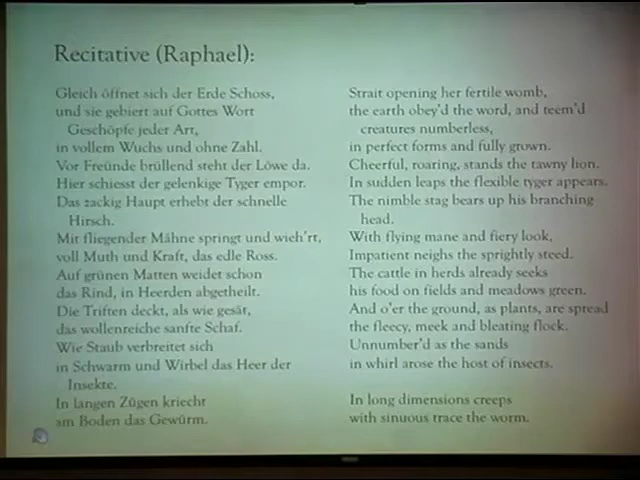 Recitative (Raphael):
Gleich öffnet sich der Erde Schoss,
und sie gebiert auf Gottes Wort
Geschöpfe jeder Art,
in vollem Wuchs und ohne Zahl.
Vor Freünde brüllend steht der Löwe da.
Hier schiesst der gelenkige Tyger empor.
Das zackig Haupt erhebt der schnelle
Hirsch.
Mit fliegender Mähne springt und wieh'rt,
voll Muth und Kraft, das edle Ross.
Auf grünen Matten weidet schon
das Rind, in Heerden abgetheilt.
Die Triften deckt, als wie gesät,
das wollenreiche sanfte Schaf.
Wie Staub verbreitet sich
in Schwarm und Wirbel das Heer der
Insekte.
In langen Zügen kriecht
am Boden das Gewürm.
Strait opening her fertile womb,
the earth obey'd the word, and teem'd
creatures numberless,
in perfect forms and fully grown.
Cheerful, roaring, stands the tawny lion.
In sudden leaps the flexible tyger appears.
The nimble stag bears up his branching
head.
With flying mane and fiery look,
Impatient neighs the sprightly steed.
The cattle in herds already seeks
his food on fields and meadows green.
And o'er the ground, as plants, are spread
the fleecy, meek and bleating flock.
Unnumber'd as the sands
in whirl arose the host of insects.
In long dimensions creeps
with sinuous trace the worm.